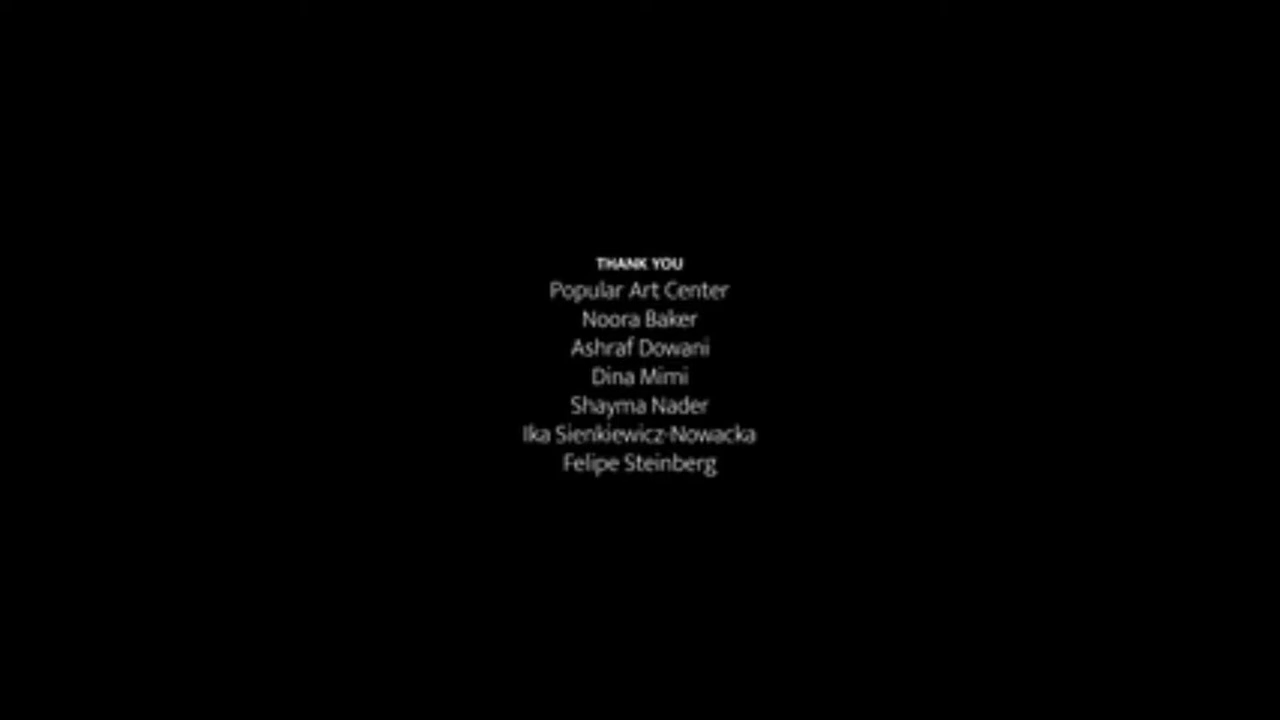 THANK YOU
Popular Art Center
Noora Baker
Ashraf Dowani
Dina Mimi
Shayma Nader
Ika Sienkiewicz-Nowacka
Felipe Steinberg